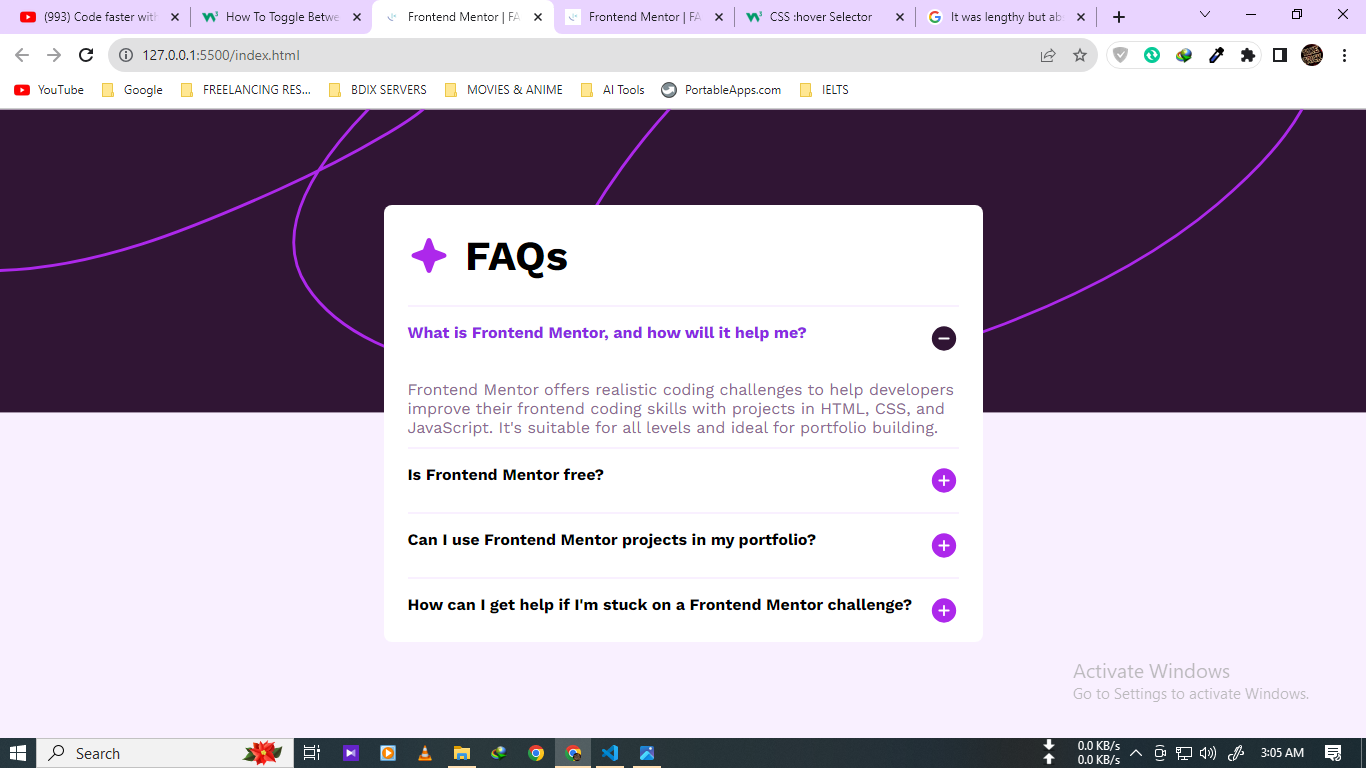 (993) Code faster with
How To Toggle Betwe
Frontend Mentor | FA
Frontend Mentor | FA
CSS :hover Selector
It was lengthy but ab
127.0.0.1:5500/index.html
YouTube
Google
FREELANCING RES...
BDIX SERVERS
MOVIES & ANIME
AI Tools
PortableApps.com
IELTS
FAQs
What is Frontend Mentor, and how will it help me?
Frontend Mentor offers realistic coding challenges to help developers
improve their frontend coding skills with projects in HTML, CSS, and
JavaScript. It's suitable for all levels and ideal for portfolio building.
Is Frontend Mentor free?
Can I use Frontend Mentor projects in my portfolio?
How can I get help if I'm stuck on a Frontend Mentor challenge?
Activate Windows
Go to Settings to activate Windows.
Search
0.0 KB/s
0.0 KB/s
3:05 AM